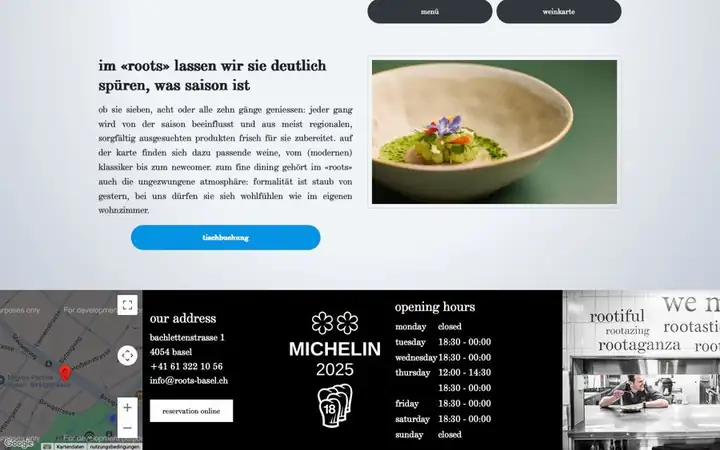 menü
weinkarte
im «roots» lassen wir sie deutlich
spüren, was saison ist
ob sie sieben, acht oder alle zehn gänge geniessen: jeder gang
wird von der saison beeinflusst und aus meist regionalen,
sorgfältig ausgesuchten produkten frisch für sie zubereitet. auf
der karte finden sich dazu passende weine, vom (modernen)
klassiker bis zum newcomer. zum fine dining gehört im «roots»
auch die ungezwungene atmosphäre: formalität ist staub von
gestern, bei uns dürfen sie sich wohlfühlen wie im eigenen
wohnzimmer.
tischbuchung
rposes only
For developmen
For development
Google
Kartendaten
nutzungsbedingungen
our address
bachlettenstrasse 1
4054 basel
+41 61 322 10 56
info@roots-basel.ch
reservation online
MICHELIN
2025
18
opening hours
monday closed
tuesday 18:30 - 00:00
wednesday 18:30 - 00:00
thursday 12:00 - 14:30
18:30 - 00:00
friday 18:30 - 00:00
saturday 18:30 - 00:00
sunday closed
we m
rootiful
rootazing
rootasti
rootaganza
roots